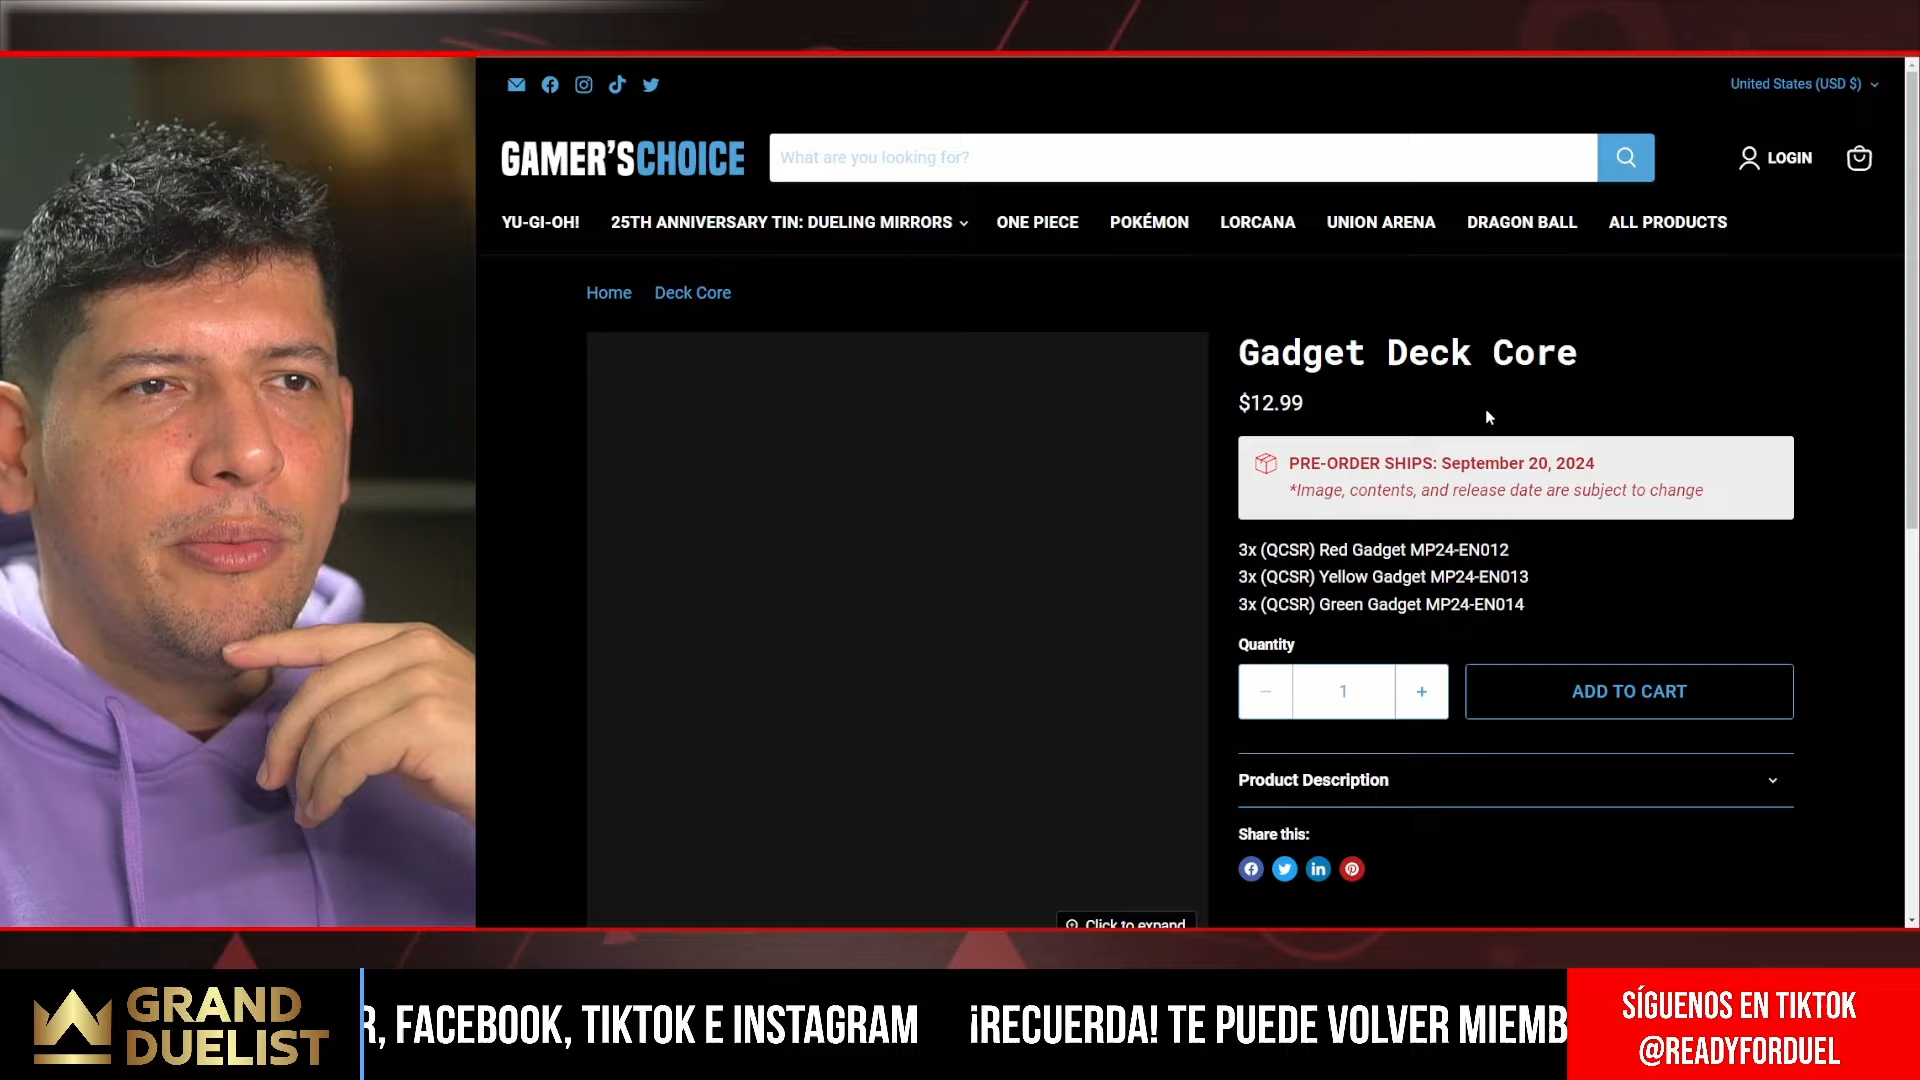 United States (USD $)
GAMER'SCHOICE
What are you looking for?
LOGIN
YU-GI-OH!
25TH ANNIVERSARY TIN: DUELING MIRRORS
ONE PIECE
POKÉMON
LORCANA
UNION ARENA
DRAGON BALL
ALL PRODUCTS
Home
Deck Core
Gadget Deck Core
$12.99
PRE-ORDER SHIPS: September 20, 2024
*Image, contents, and release date are subject to change
3x (QCSR) Red Gadget MP24-EN012
3x (QCSR) Yellow Gadget MP24-EN013
3x (QCSR) Green Gadget MP24-EN014
Quantity
1
ADD TO CART
Product Description
Share this:
Click to expand
GRAND
DUELIST
R, FACEBOOK, TIKTOK E INSTAGRAM
¡RECUERDA! TE PUEDE VOLVER MIEMB
SÍGUENOS EN TIKTOK
@READYFORDUEL